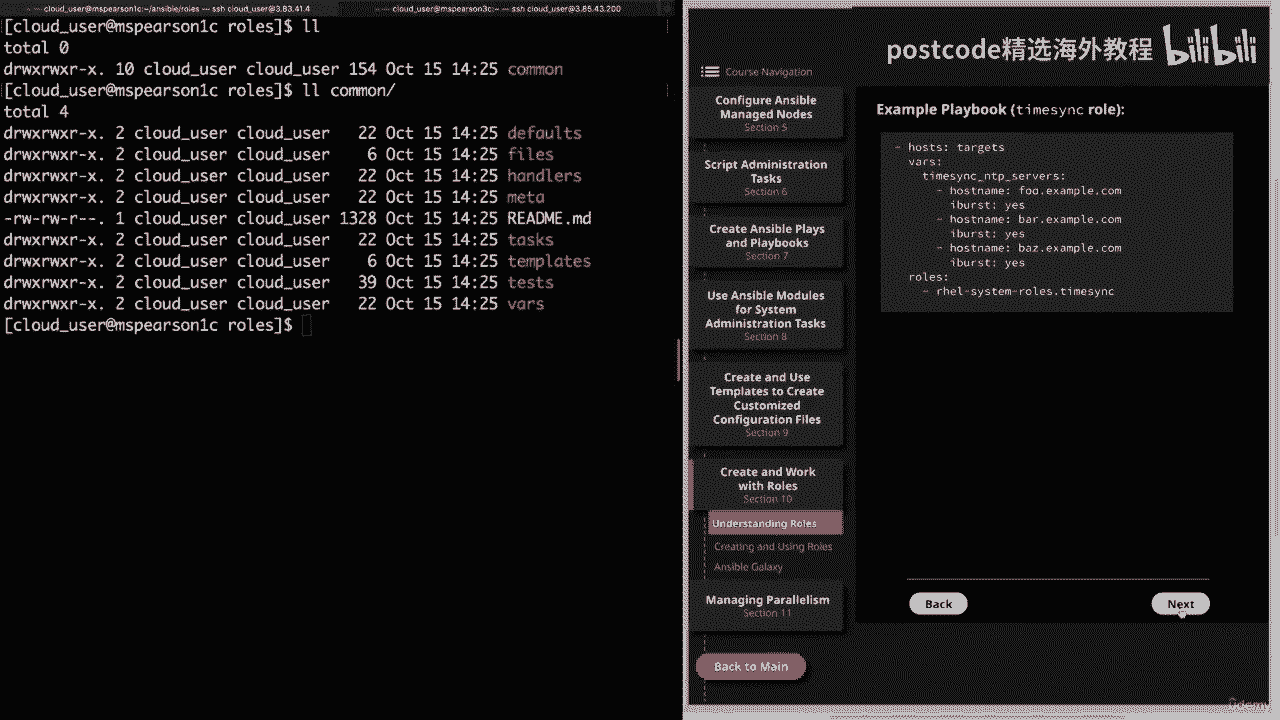 cloud_user@mspearson1c:~/ansible/roles — ssh cloud_user@3.83.41.4
cloud_user@mspearson3c:~ — ssh cloud_user@3.85.43.200
[cloud_user@mspearson1c roles]$ ll
total 0
drwxrwxr-x. 10 cloud_user cloud_user 154 Oct 15 14:25 common
[cloud_user@mspearson1c roles]$ ll common/
total 4
drwxrwxr-x. 2 cloud_user cloud_user   22 Oct 15 14:25 defaults
drwxrwxr-x. 2 cloud_user cloud_user    6 Oct 15 14:25 files
drwxrwxr-x. 2 cloud_user cloud_user   22 Oct 15 14:25 handlers
drwxrwxr-x. 2 cloud_user cloud_user   22 Oct 15 14:25 meta
-rw-rw-r--. 1 cloud_user cloud_user 1328 Oct 15 14:25 README.md
drwxrwxr-x. 2 cloud_user cloud_user   22 Oct 15 14:25 tasks
drwxrwxr-x. 2 cloud_user cloud_user    6 Oct 15 14:25 templates
drwxrwxr-x. 2 cloud_user cloud_user   39 Oct 15 14:25 tests
drwxrwxr-x. 2 cloud_user cloud_user   22 Oct 15 14:25 vars
[cloud_user@mspearson1c roles]$
postcode精选海外教程 bilibili
Course Navigation
Configure Ansible
Managed Nodes
Section 5
Script Administration
Tasks
Section 6
Create Ansible Plays
and Playbooks
Section 7
Use Ansible Modules
for System
Administration Tasks
Section 8
Create and Use
Templates to Create
Customized
Configuration Files
Section 9
Create and Work
with Roles
Section 10
Understanding Roles
Creating and Using Roles
Ansible Galaxy
Managing Parallelism
Section 11
Back to Main
Example Playbook (timesync role):
- hosts: targets
  vars:
    timesync_ntp_servers:
      - hostname: foo.example.com
        iburst: yes
      - hostname: bar.example.com
        iburst: yes
      - hostname: baz.example.com
        iburst: yes
  roles:
    - rhel-system-roles.timesync
Back
Next
Udemy